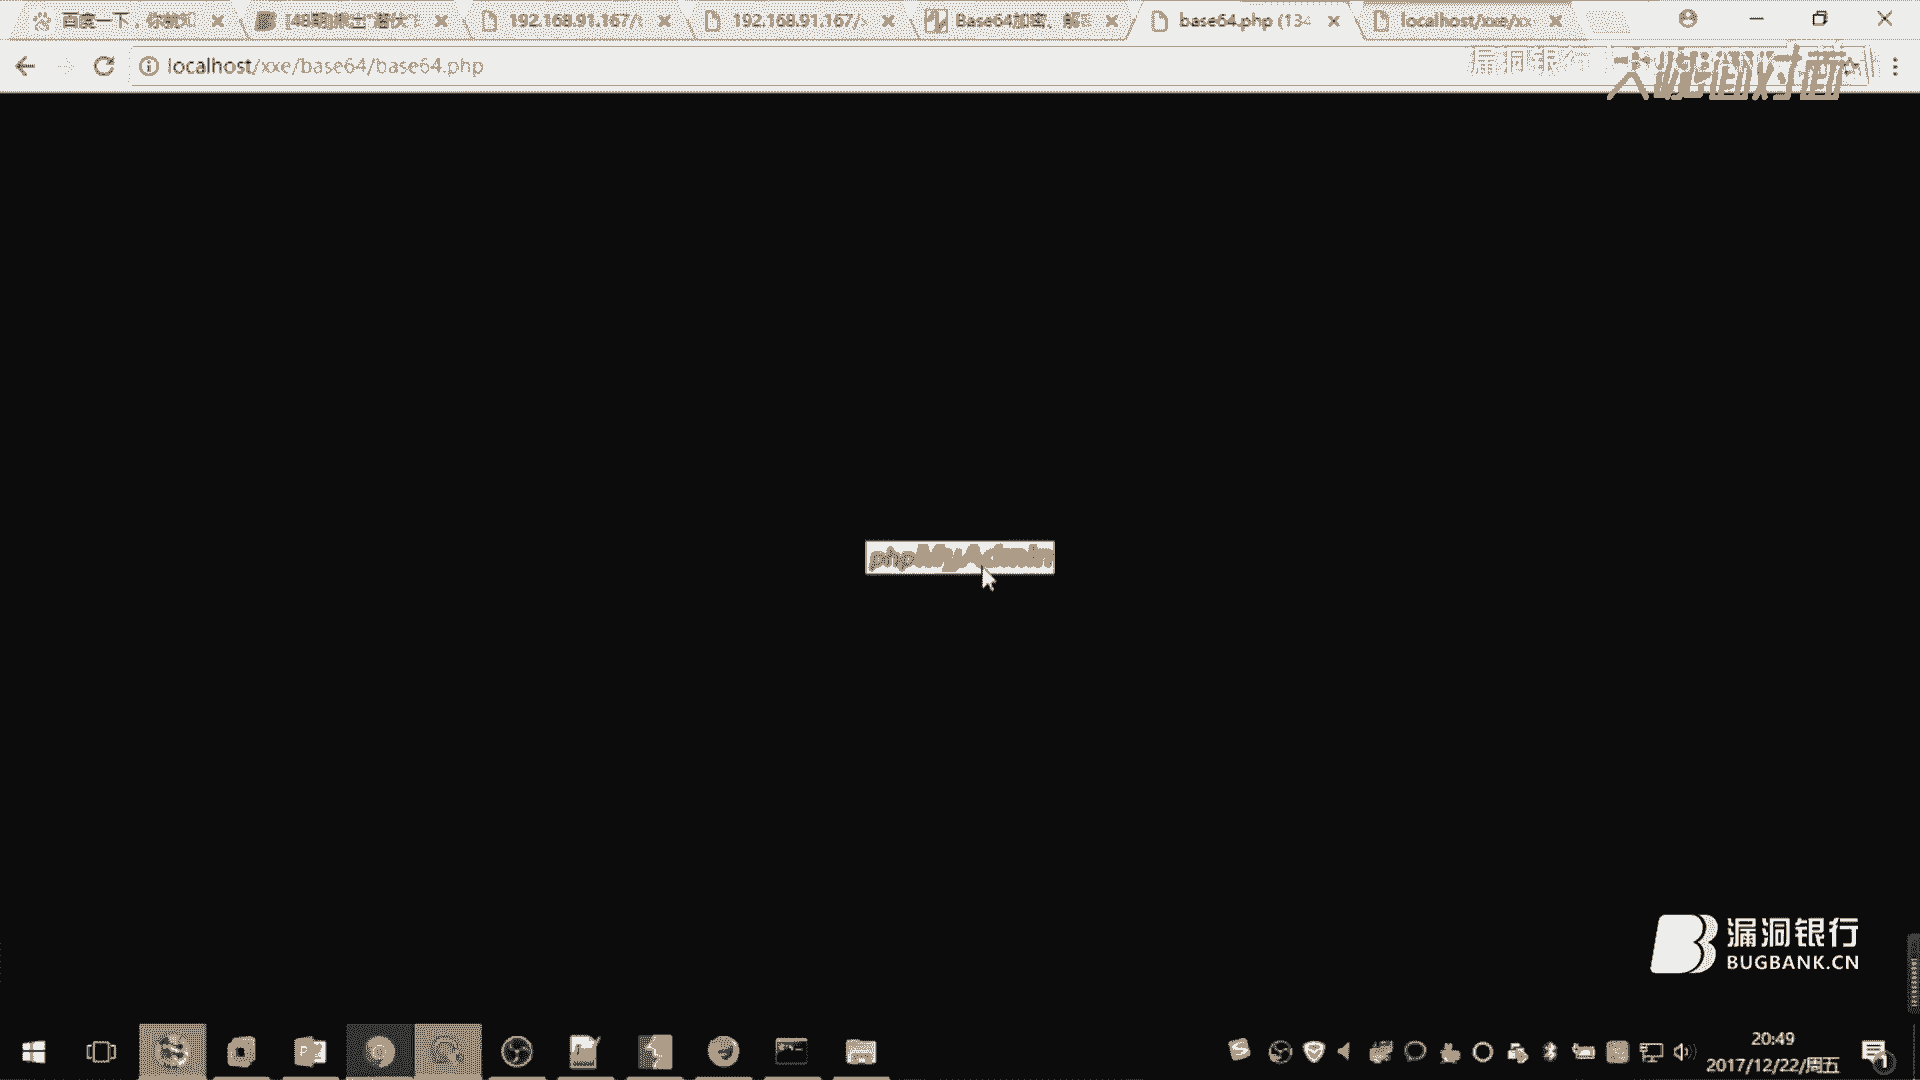 百度一下，你就知
192.168.91.167/
192.168.91.167/
Base64加密、解
base64.php (134
localhost/xxe/xx
localhost/xxe/base64/base64.php
漏洞银行
大咖面对面
phpMyAdmin
漏洞银行
BUGBANK.CN
20:49
2017/12/22/周五
1